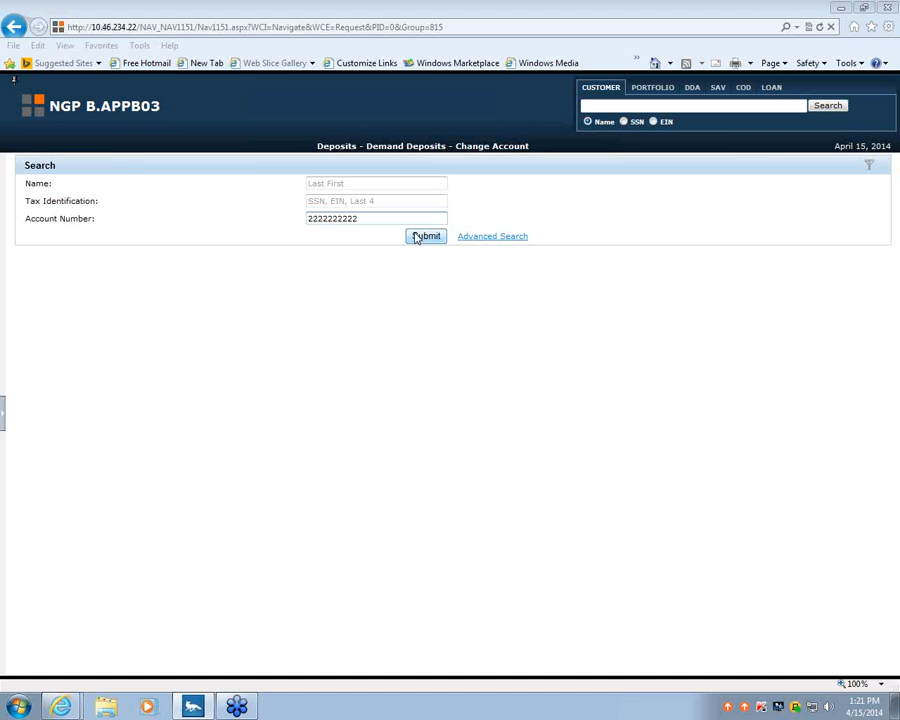 http://10.46.234.22/NAV_NAV1151/Nav1151.aspx?WCI=Navigate&WCE=Request&PID=0&Group=815
File Edit View Favorites Tools Help
Suggested Sites Free Hotmail New Tab Web Slice Gallery Customize Links Windows Marketplace Windows Media » Page Safety Tools
CUSTOMER PORTFOLIO DDA SAV COD LOAN
NGP B.APPB03
Search
Name SSN EIN
Deposits - Demand Deposits - Change Account
April 15, 2014
Search
Name: Last First
Tax Identification: SSN, EIN, Last 4
Account Number: 2222222222
Submit Advanced Search
100%
1:21 PM
4/15/2014